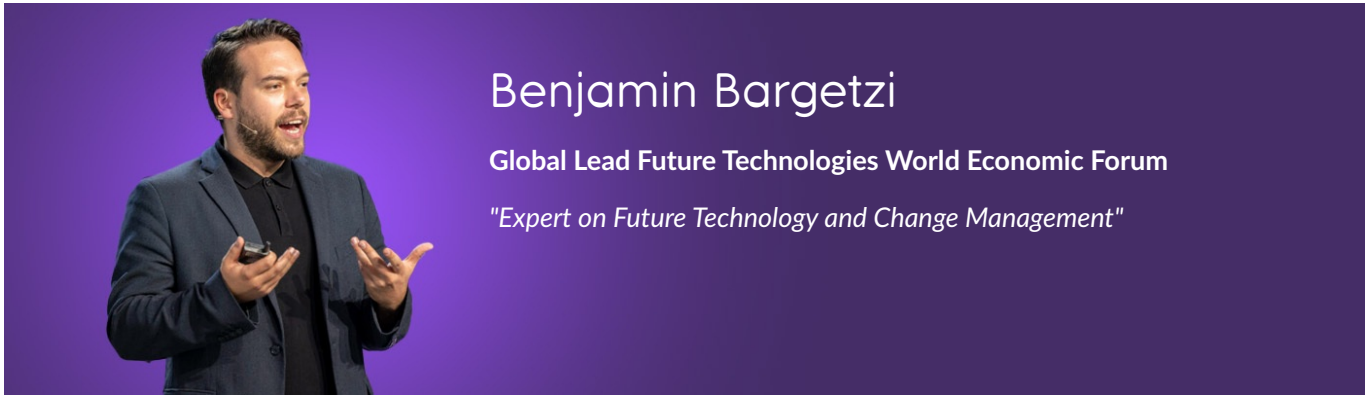 Benjamin Bargetzi
Global Lead Future Technologies World Economic Forum
"Expert on Future Technology and Change Management"